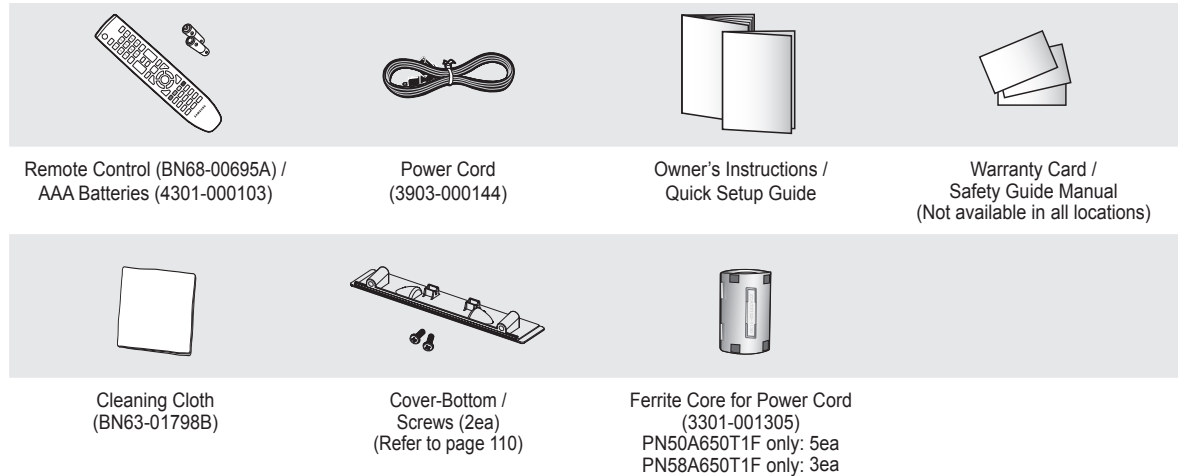 Remote Control (BN68-00695A) /
AAA Batteries (4301-000103)
Power Cord
(3903-000144)
Owner’s Instructions /
Quick Setup Guide
Warranty Card /
Safety Guide Manual
(Not available in all locations)
Cleaning Cloth
(BN63-01798B)
Cover-Bottom /
Screws (2ea)
(Refer to page 110)
Ferrite Core for Power Cord
(3301-001305)
PN50A650T1F only: 5ea
PN58A650T1F only: 3ea